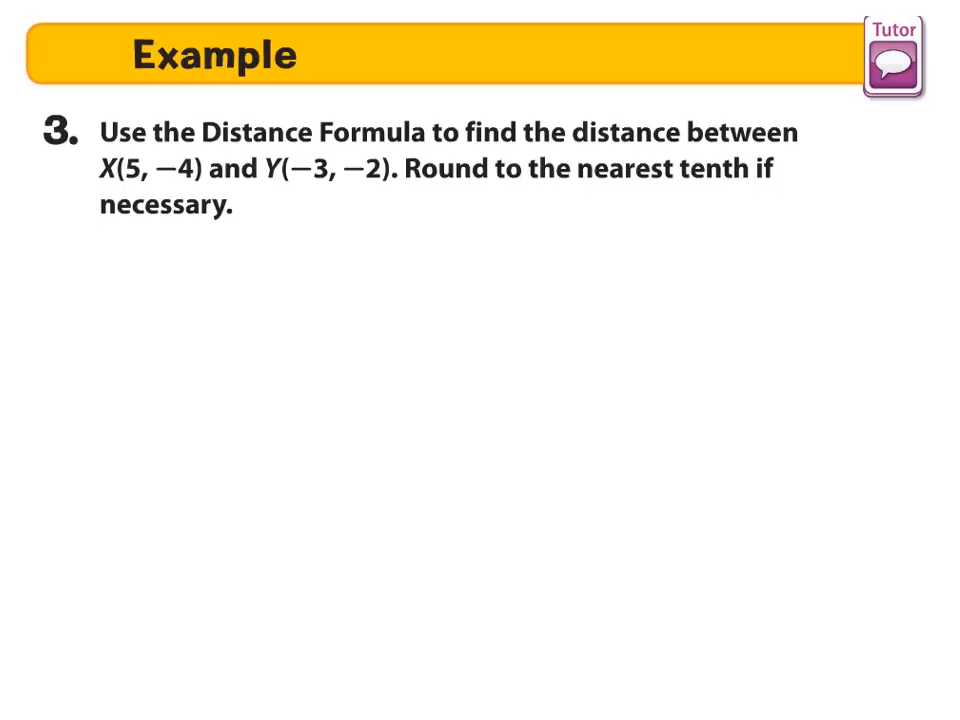 Example
Tutor
3. Use the Distance Formula to find the distance between
X(5, −4) and Y(−3, −2). Round to the nearest tenth if
necessary.